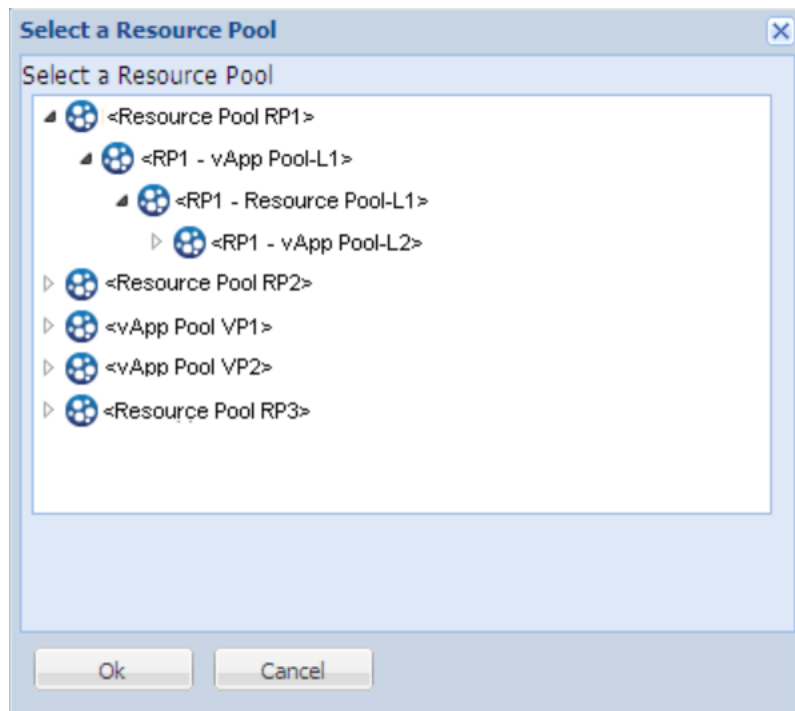 Select a Resource Pool
Select a Resource Pool
<Resource Pool RP1>
<RP1 - vApp Pool-L1>
<RP1 - Resource Pool-L1>
<RP1 - vApp Pool-L2>
<Resource Pool RP2>
<vApp Pool VP1>
<vApp Pool VP2>
<Resource Pool RP3>
Ok Cancel